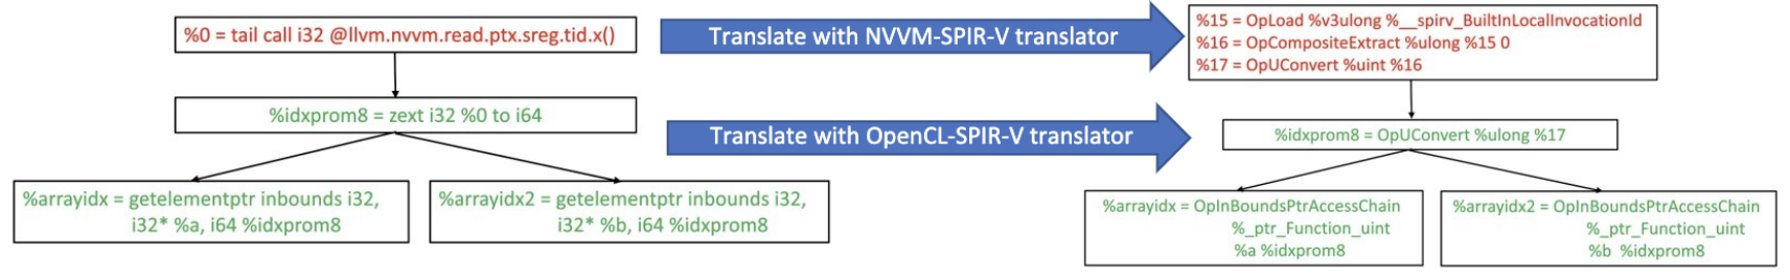 %0 = tail call i32 @llvm.nvvm.read.ptx.sreg.tid.x()
%idxprom8 = zext i32 %0 to i64
%arrayidx = getelementptr inbounds i32,
i32* %a, i64 %idxprom8
%arrayidx2 = getelementptr inbounds i32,
i32* %b, i64 %idxprom8
Translate with NVVM-SPIR-V translator
Translate with OpenCL-SPIR-V translator
%15 = OpLoad %v3ulong %__spirv_BuiltInLocalInvocationId
%16 = OpCompositeExtract %ulong %15 0
%17 = OpUConvert %uint %16
%idxprom8 = OpUConvert %ulong %17
%arrayidx = OpInBoundsPtrAccessChain
%_ptr_Function_uint
%a %idxprom8
%arrayidx2 = OpInBoundsPtrAccessChain
%_ptr_Function_uint
%b %idxprom8